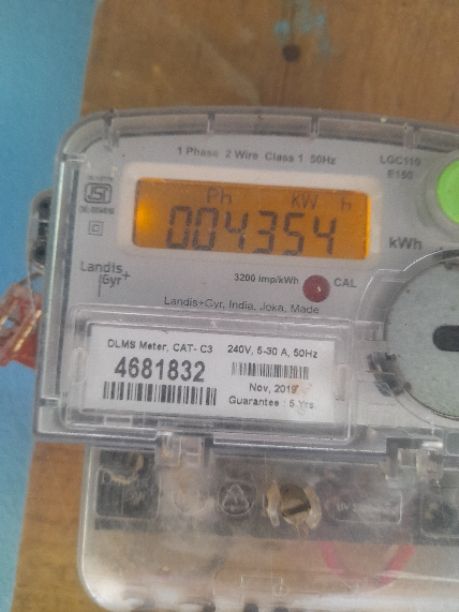 1 Phase 2 Wire Class 1 50Hz
LGC110
E150
Ph kW h
004354
kWh
Landis+
Gyr
3200 imp/kWh
CAL
Landis+Gyr, India, Joka, Made
DLMS Meter, CAT- C3
240V, 5-30 A, 50Hz
4681832
Nov, 2019
Guarantee : 5 Yrs